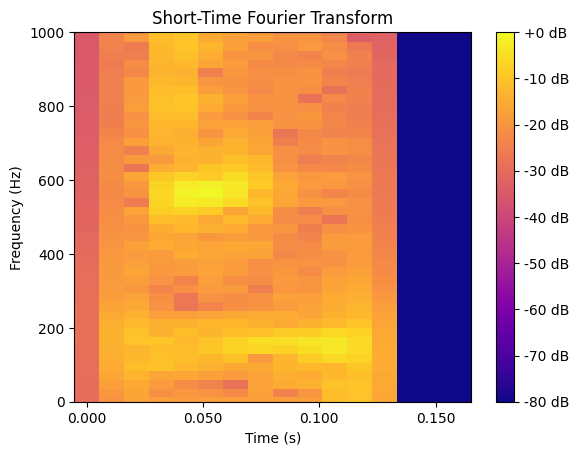 Short-Time Fourier Transform
1000
800
600
400
200
0
Frequency (Hz)
0.000
0.050
0.100
0.150
Time (s)
+0 dB
-10 dB
-20 dB
-30 dB
-40 dB
-50 dB
-60 dB
-70 dB
-80 dB